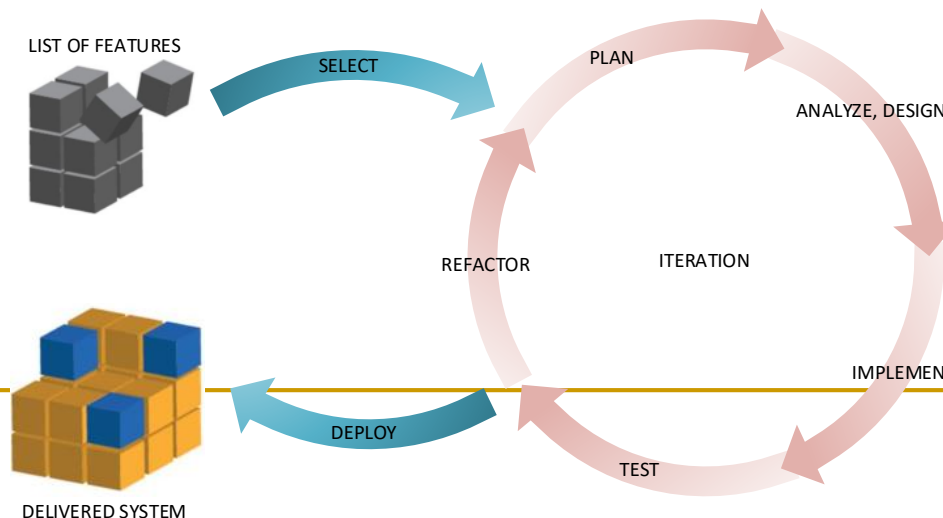 LIST OF FEATURES
SELECT
PLAN
ANALYZE, DESIGN
REFACTOR
ITERATION
IMPLEMEN
DEPLOY
TEST
DELIVERED SYSTEM